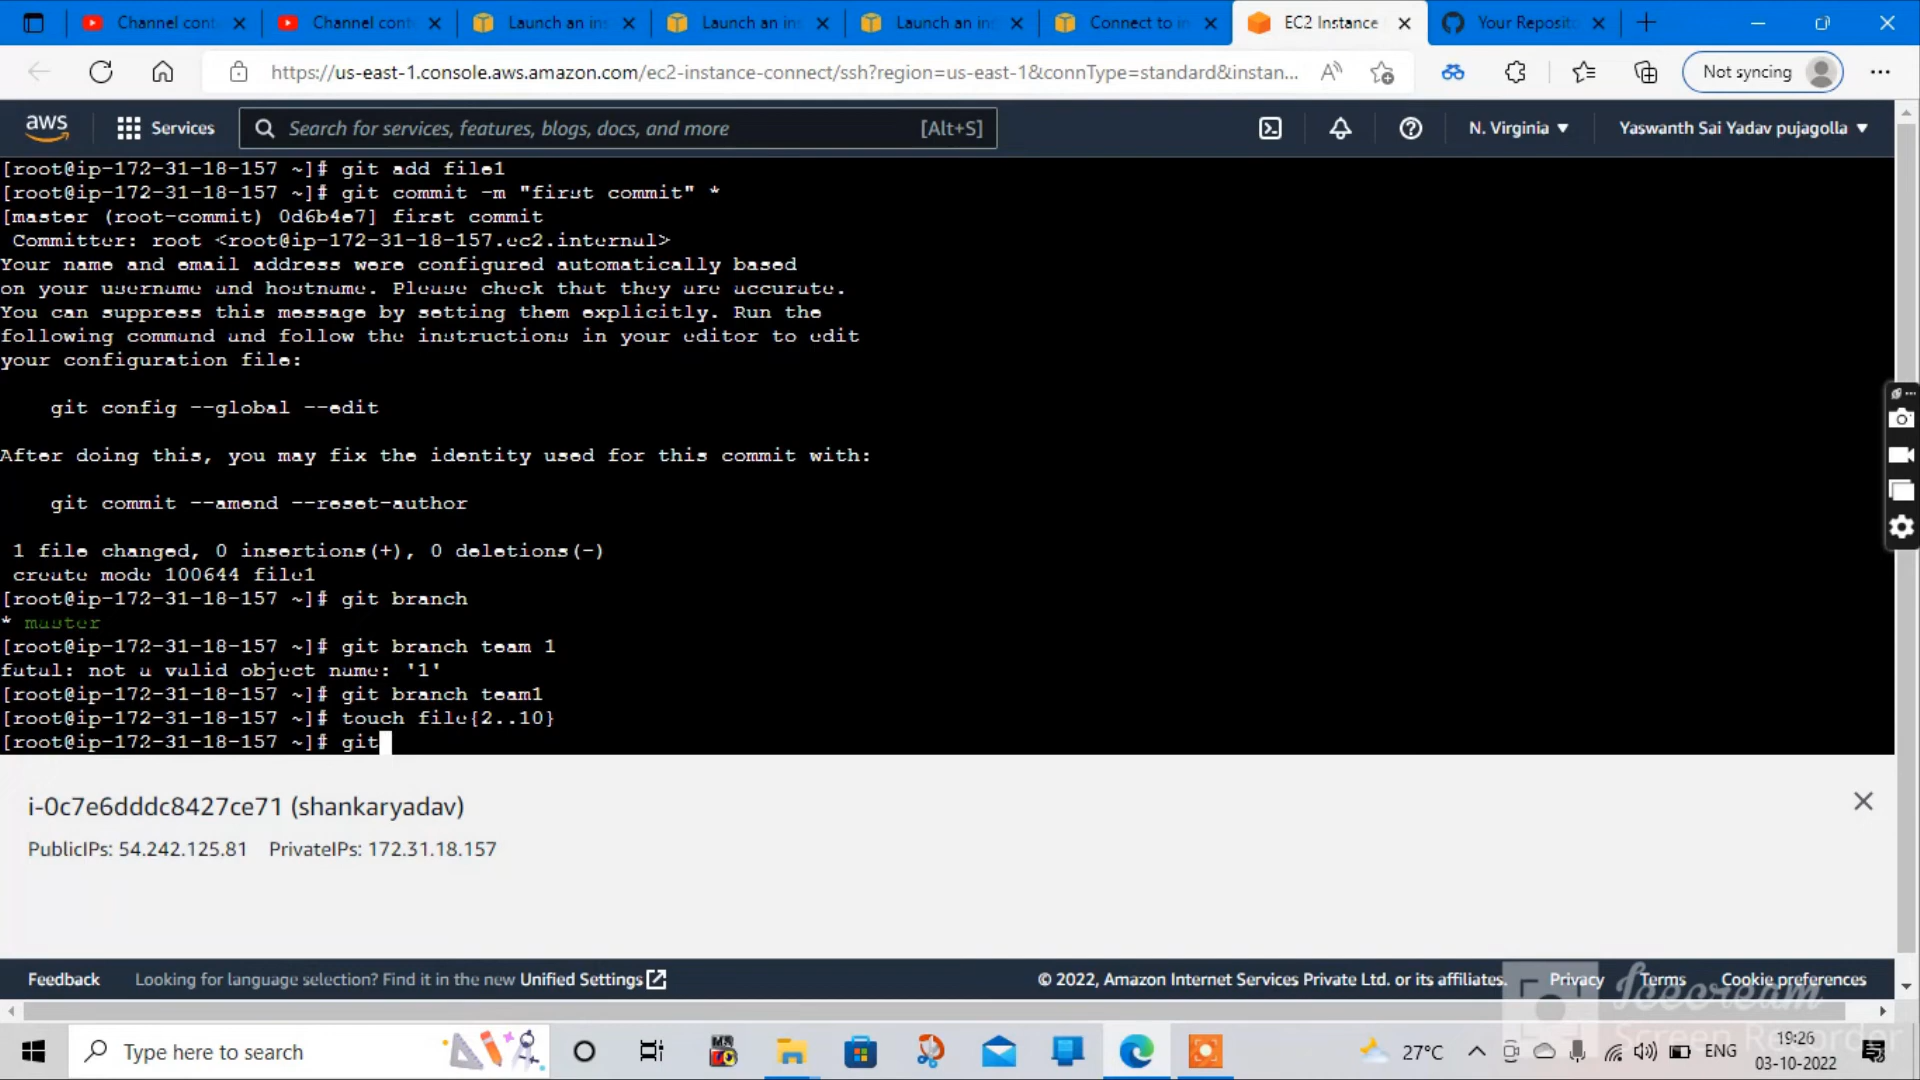 Channel cont
Channel cont
Launch an ins
Launch an ins
Launch an ins
Connect to in
EC2 Instance
Your Reposito
https://us-east-1.console.aws.amazon.com/ec2-instance-connect/ssh?region=us-east-1&connType=standard&instan...
Not syncing
aws
Services
Search for services, features, blogs, docs, and more
[Alt+S]
N. Virginia
Yaswanth Sai Yadav pujagolla
[root@ip-172-31-18-157 ~]# git add file1
[root@ip-172-31-18-157 ~]# git commit -m "first commit" *
[master (root-commit) 0d6b4e7] first commit
Committer: root <root@ip-172-31-18-157.ec2.internal>
Your name and email address were configured automatically based
on your username and hostname. Please check that they are accurate.
You can suppress this message by setting them explicitly. Run the
following command and follow the instructions in your editor to edit
your configuration file:
git config --global --edit
After doing this, you may fix the identity used for this commit with:
git commit --amend --reset-author
1 file changed, 0 insertions(+), 0 deletions(-)
create mode 100644 file1
[root@ip-172-31-18-157 ~]# git branch
* master
[root@ip-172-31-18-157 ~]# git branch team 1
fatal: not a valid object name: '1'
[root@ip-172-31-18-157 ~]# git branch team1
[root@ip-172-31-18-157 ~]# touch file{2..10}
[root@ip-172-31-18-157 ~]# git
i-0c7e6dddc8427ce71 (shankaryadav)
PublicIPs: 54.242.125.81 PrivateIPs: 172.31.18.157
Feedback
Looking for language selection? Find it in the new Unified Settings
© 2022, Amazon Internet Services Private Ltd. or its affiliates.
Privacy
Terms
Cookie preferences
Icecream
Screen Recorder
Type here to search
27°C
ENG
19:26
03-10-2022